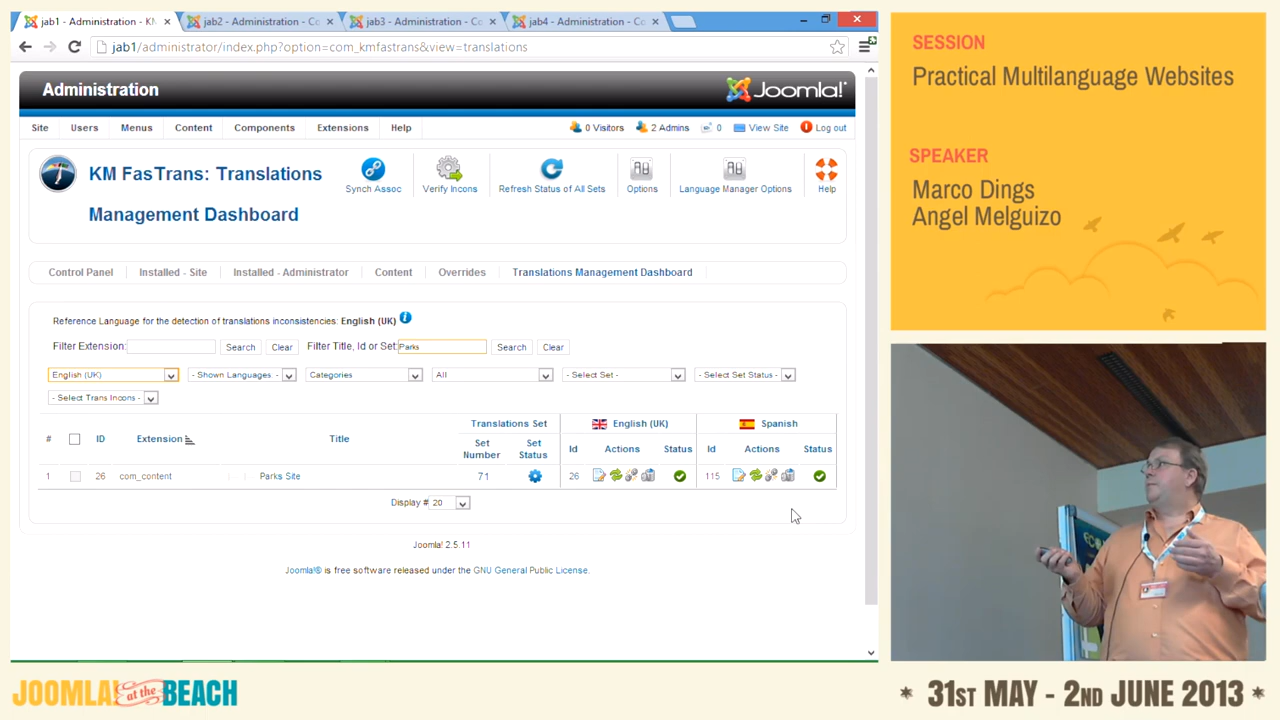 jab1 - Administration - KM
jab2 - Administration - Co
jab3 - Administration - Co
jab4 - Administration - Co
jab1/administrator/index.php?option=com_kmfastrans&view=translations
Administration
Joomla!
Site Users Menus Content Components Extensions Help
0 Visitors 2 Admins 0 View Site Log out
KM FasTrans: Translations
Management Dashboard
Synch Assoc
Verify Incons
Refresh Status of All Sets
Options
Language Manager Options
Help
Control Panel Installed - Site Installed - Administrator Content Overrides Translations Management Dashboard
Reference Language for the detection of translations inconsistencies: English (UK)
Filter Extension: Search Clear Filter Title, Id or Set: Parks Search Clear
English (UK) - Shown Languages - Categories All - Select Set - - Select Set Status -
- Select Trans Incons -
Translations Set English (UK) Spanish
# ID Extension Title Set Number Set Status Id Actions Status Id Actions Status
1 26 com_content Parks Site 71 26 115
Display # 20
Joomla! 2.5.11
Joomla!® is free software released under the GNU General Public License.
SESSION
Practical Multilanguage Websites
SPEAKER
Marco Dings
Angel Melguizo
JOOMLA! at the BEACH
* 31ST MAY - 2ND JUNE 2013 *